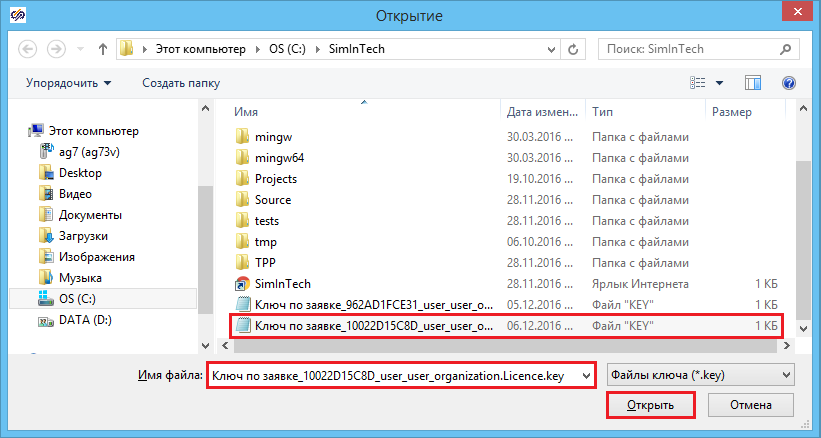 Открытие
Этот компьютер OS (C:) SimInTech
Поиск: SimInTech
Упорядочить Создать папку
Имя Дата измен... Тип Размер
Этот компьютер
ag7 (ag73v)
Desktop
Видео
Документы
Загрузки
Изображения
Музыка
OS (C:)
DATA (D:)
mingw 30.03.2016 ... Папка с файлами
mingw64 30.03.2016 ... Папка с файлами
Projects 19.10.2016 ... Папка с файлами
Source 28.11.2016 ... Папка с файлами
tests 28.11.2016 ... Папка с файлами
tmp 06.10.2016 ... Папка с файлами
TPP 28.11.2016 ... Папка с файлами
SimInTech 28.11.2016 ... Ярлык Интернета 1 КБ
Ключ по заявке_962AD1FCE31_user_user_o... 05.12.2016 ... Файл "KEY" 1 КБ
Ключ по заявке_10022D15C8D_user_user_o... 06.12.2016 ... Файл "KEY" 1 КБ
Имя файла: Ключ по заявке_10022D15C8D_user_user_organization.Licence.key Файлы ключа (*.key)
Открыть Отмена